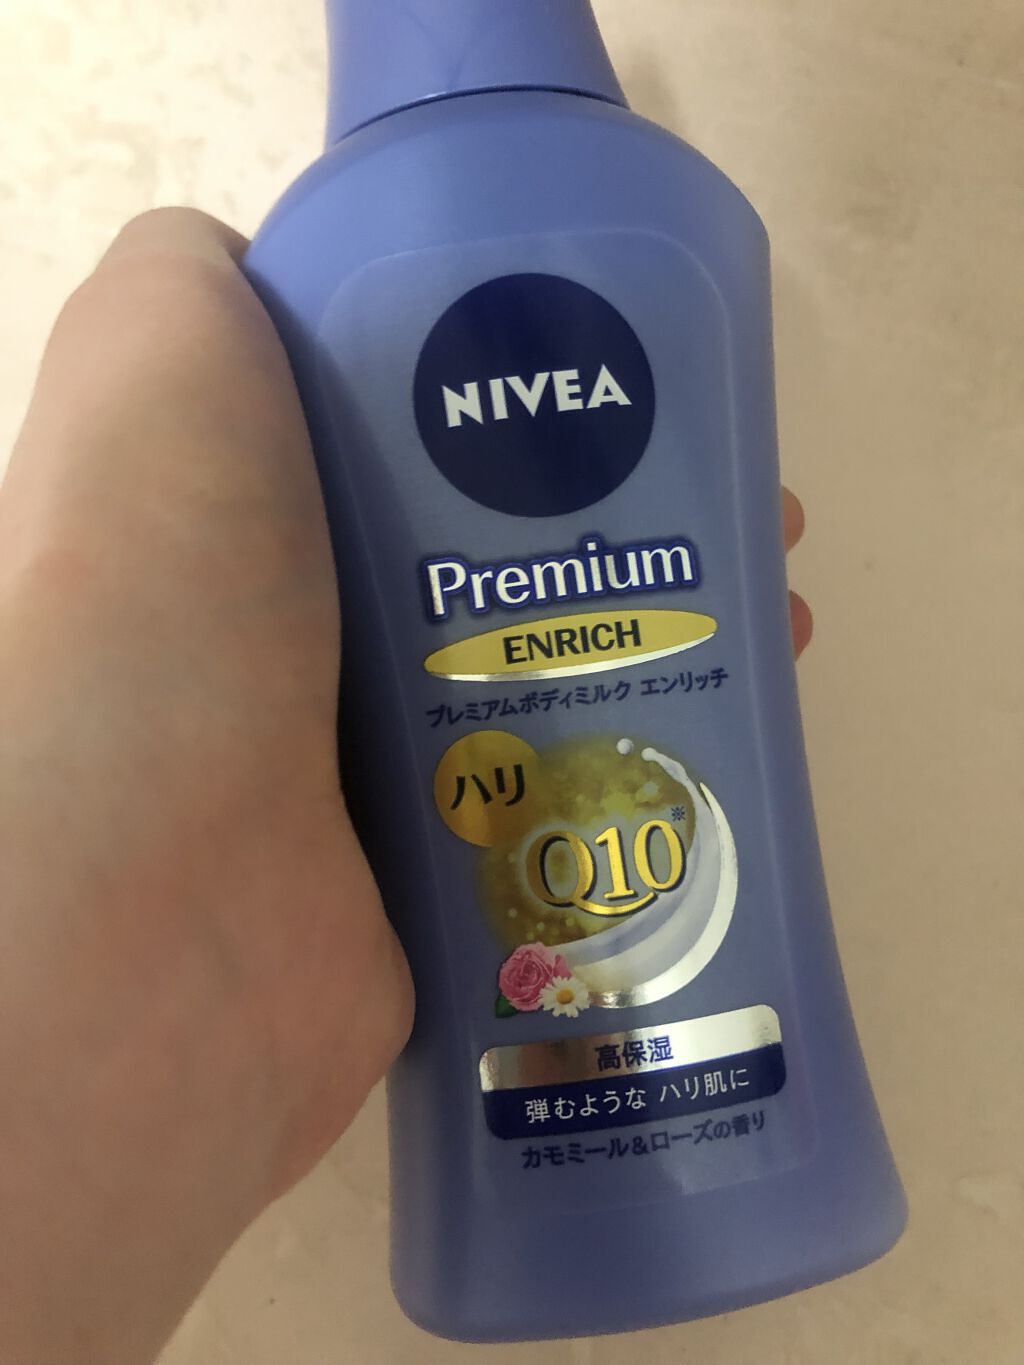 NIVEA
Premium
ENRICH
プレミアムボディミルク エンリッチ
ハリ
Q10※
高保湿
弾むような ハリ肌に
カモミール&ローズの香り